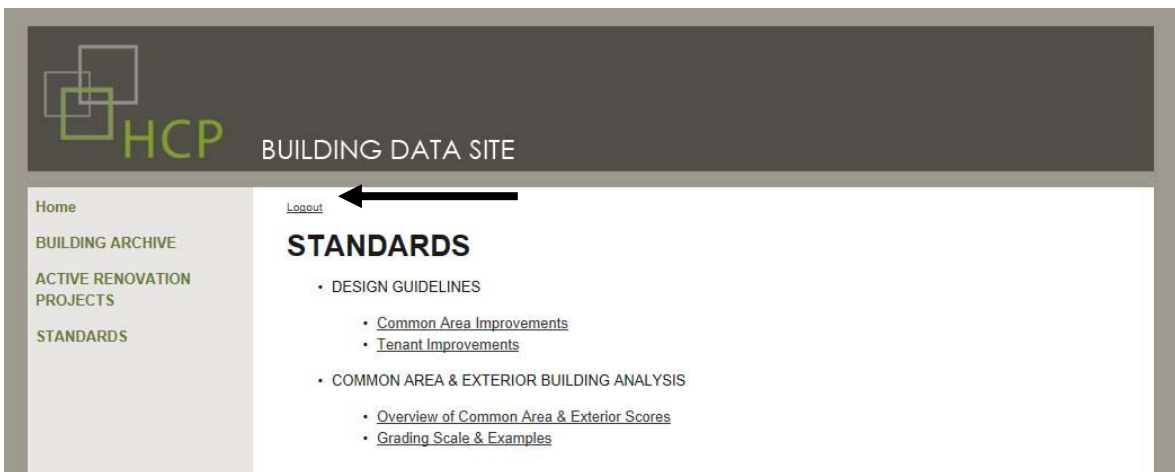 HCP
BUILDING DATA SITE
Home
BUILDING ARCHIVE
ACTIVE RENOVATION
PROJECTS
STANDARDS
Logout
STANDARDS
• DESIGN GUIDELINES
• Common Area Improvements
• Tenant Improvements
• COMMON AREA & EXTERIOR BUILDING ANALYSIS
• Overview of Common Area & Exterior Scores
• Grading Scale & Examples